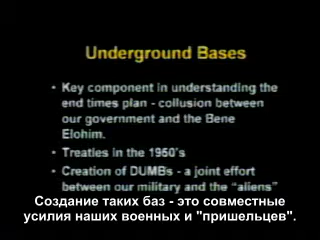 Underground Bases
• Key component in understanding the
end times plan - collusion between
our government and the Bene
Elohim.
• Treaties in the 1950's
• Creation of DUMBs - a joint effort
between our military and the "aliens"
Создание таких баз - это совместные
усилия наших военных и "пришельцев".